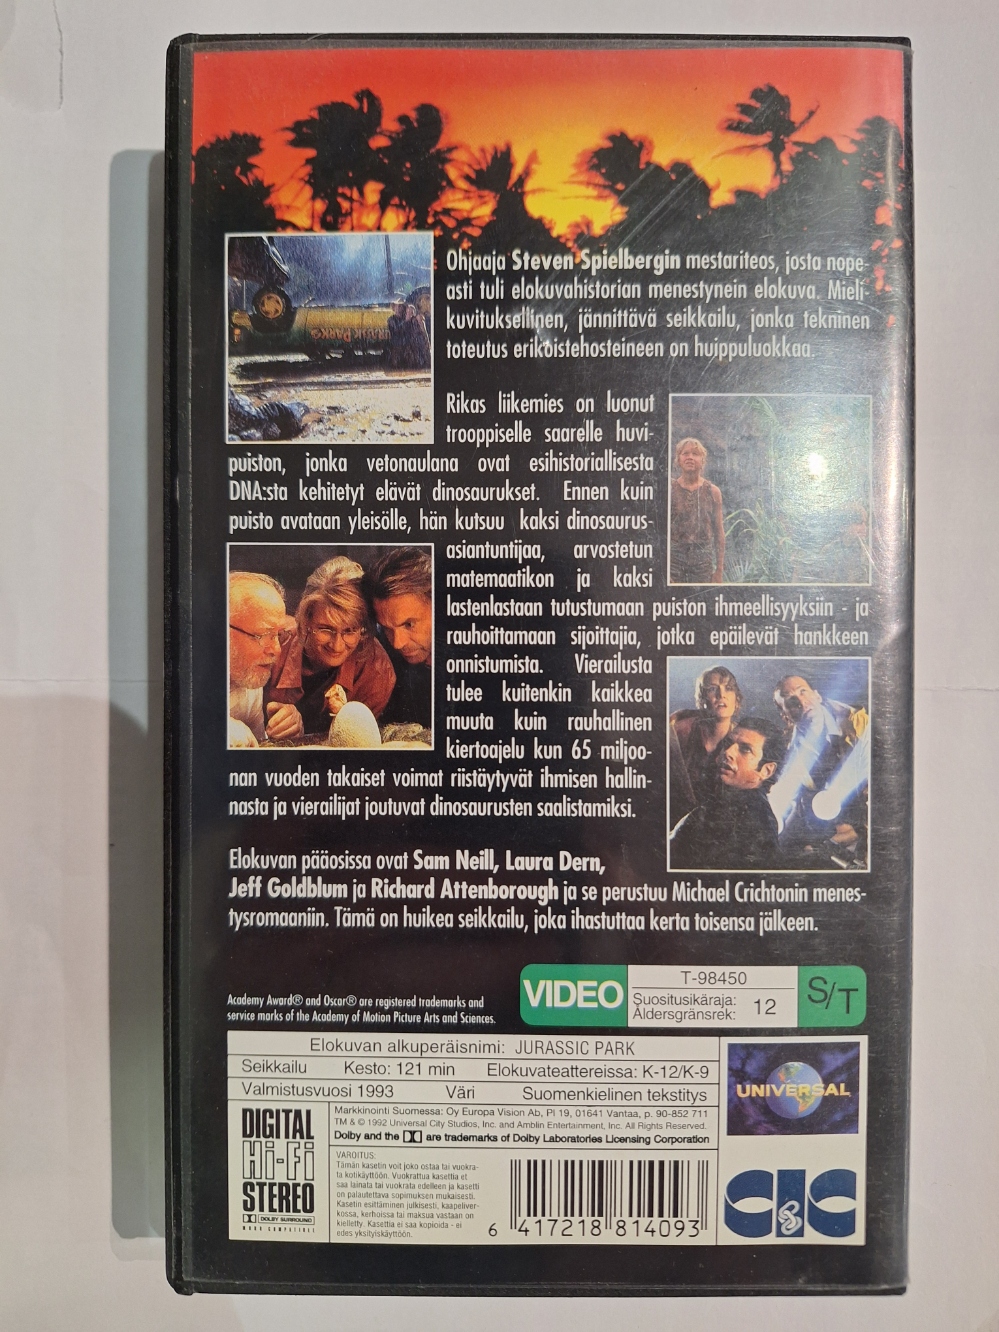 Ohjaaja Steven Spielbergin mestariteos, josta nope-
asti tuli elokuvahistorian menestynein elokuva. Mieli-
kuvituksellinen, jännittävä seikkailu, jonka tekninen
toteutus erikoistehosteineen on huippuluokkaa.
JURASSIC PARK
Rikas liikemies on luonut
trooppiselle saarelle huvi-
puiston, jonka vetonaulana ovat esihistoriallisesta
DNA:sta kehitetyt elävät dinosaurukset. Ennen kuin
puisto avataan yleisölle, hän kutsuu kaksi dinosaurus-
asiantuntijaa, arvostetun
matemaatikon ja kaksi
lastenlastaan tutustumaan puiston ihmeellisyyksiin - ja
rauhoittamaan sijoittajia, jotka epäilevät hankkeen
onnistumista. Vierailusta
tulee kuitenkin kaikkea
muuta kuin rauhallinen
kiertoajelu kun 65 miljoo-
nan vuoden takaiset voimat riistäytyvät ihmisen hallin-
nasta ja vierailijat joutuvat dinosaurusten saalistamiksi.
Elokuvan pääosissa ovat Sam Neill, Laura Dern,
Jeff Goldblum ja Richard Attenborough ja se perustuu Michael Crichtonin menes-
tysromaaniin. Tämä on huikea seikkailu, joka ihastuttaa kerta toisensa jälkeen.
Academy Award® and Oscar® are registered trademarks and
service marks of the Academy of Motion Picture Arts and Sciences.
VIDEO
T-98450
Suositusikäraja:
Åldersgränsrek: 12
S/T
Elokuvan alkuperäisnimi: JURASSIC PARK
Seikkailu Kesto: 121 min Elokuvateattereissa: K-12/K-9
Valmistusvuosi 1993 Väri Suomenkielinen tekstitys
DIGITAL
Hi-Fi
STEREO
DOLBY SURROUND
Markkinointi Suomessa: Oy Europa Vision Ab, Pl 19, 01641 Vantaa, p. 90-852 711
TM & © 1992 Universal City Studios, Inc. and Amblin Entertainment, Inc. All Rights Reserved.
Dolby and the are trademarks of Dolby Laboratories Licensing Corporation
VAROITUS:
Tämän kasetin voit joko ostaa tai vuokra-
ta kotikäyttöön. Vuokrattua kasettia ei
saa lainata tai vuokrata edelleen ja kasetti
on palautettava sopimuksen mukaisesti.
Kasetin esittäminen julkisesti, kaapeliver-
kossa, kerhoissa tai maksua vastaan on
kielletty. Kasettia ei saa kopioida - ei
edes yksityiskäyttöön.
6 417218 814093
UNIVERSAL
CIC